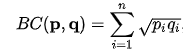 BC(𝐩, 𝐪) = ∑_{i=1}^{n} √(p_i q_i).